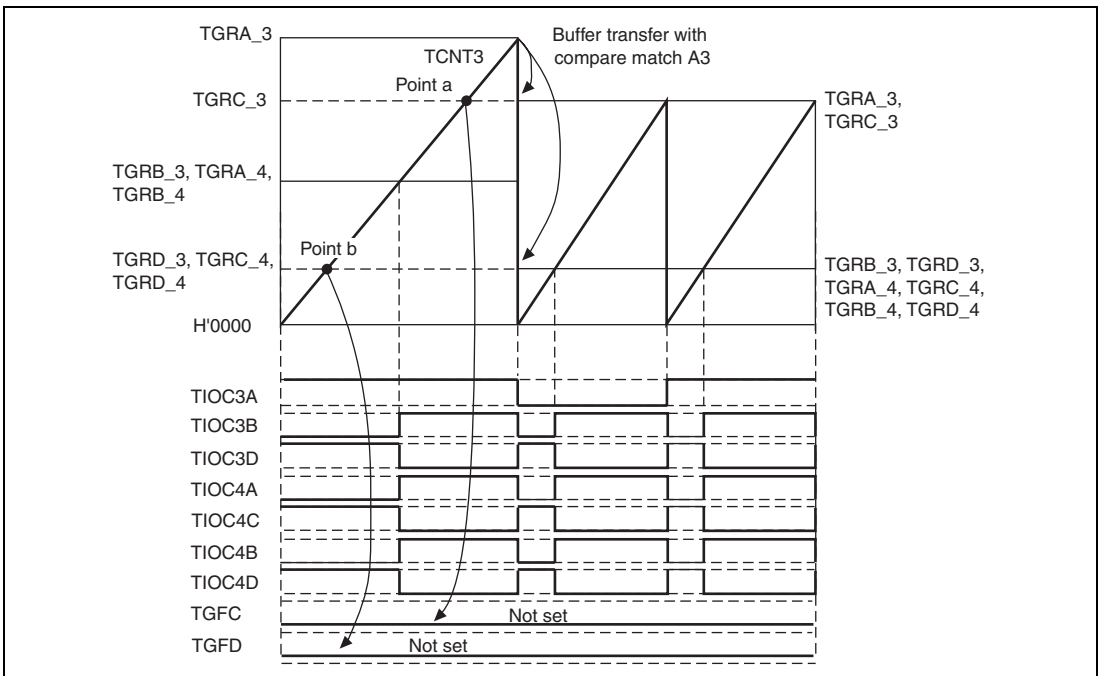 TGRA_3
TCNT3
Buffer transfer with
compare match A3
Point a
TGRC_3
TGRA_3,
TGRC_3
TGRB_3, TGRA_4,
TGRB_4
Point b
TGRD_3, TGRC_4,
TGRD_4
TGRB_3, TGRD_3,
TGRA_4, TGRC_4,
TGRB_4, TGRD_4
H'0000
TIOC3A
TIOC3B
TIOC3D
TIOC4A
TIOC4C
TIOC4B
TIOC4D
TGFC
Not set
TGFD
Not set